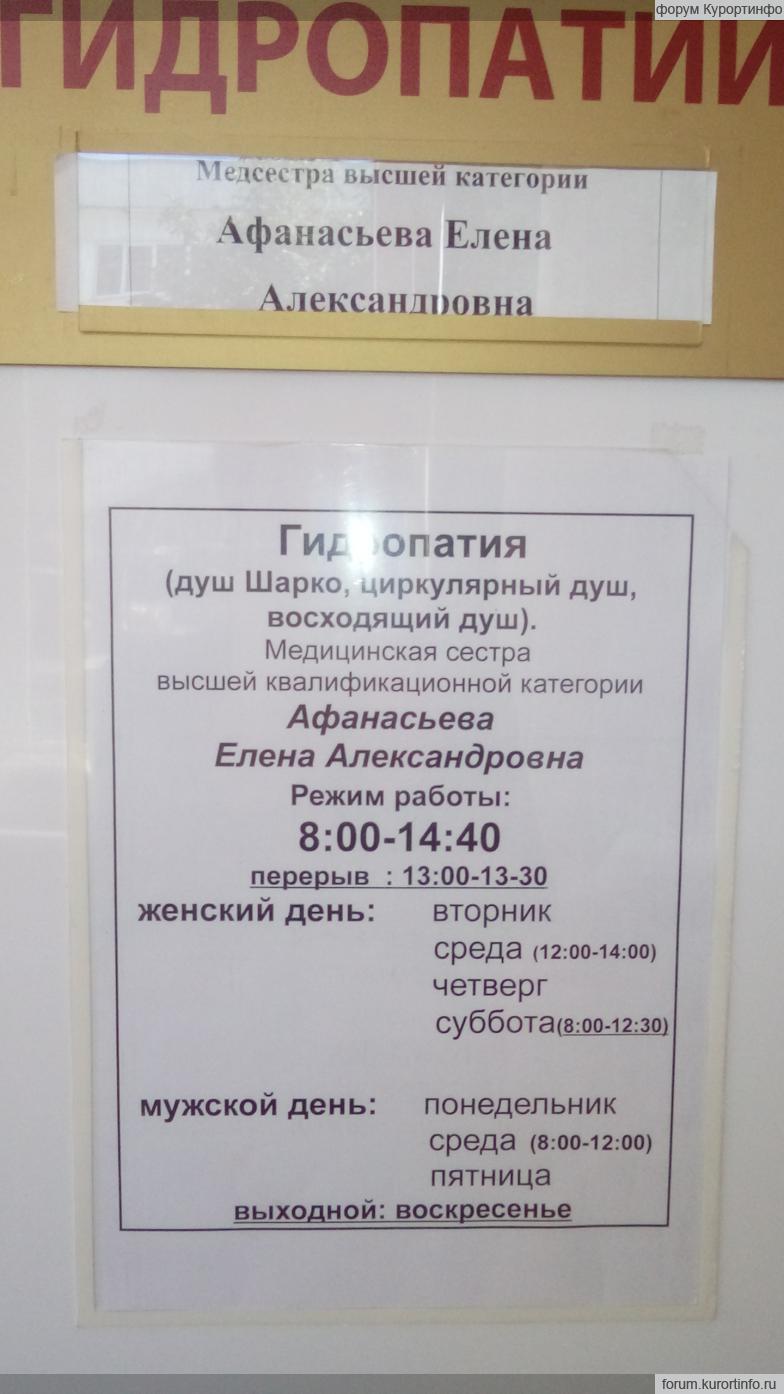 форум Курортинфо
ГИДРОПАТИИ
Медсестра высшей категории
Афанасьева Елена
Александровна
Гидропатия
(душ Шарко, циркулярный душ,
восходящий душ).
Медицинская сестра
высшей квалификационной категории
Афанасьева
Елена Александровна
Режим работы:
8:00-14:40
перерыв : 13:00-13-30
женский день: вторник
среда (12:00-14:00)
четверг
суббота(8:00-12:30)
мужской день: понедельник
среда (8:00-12:00)
пятница
выходной: воскресенье
forum.kurortinfo.ru